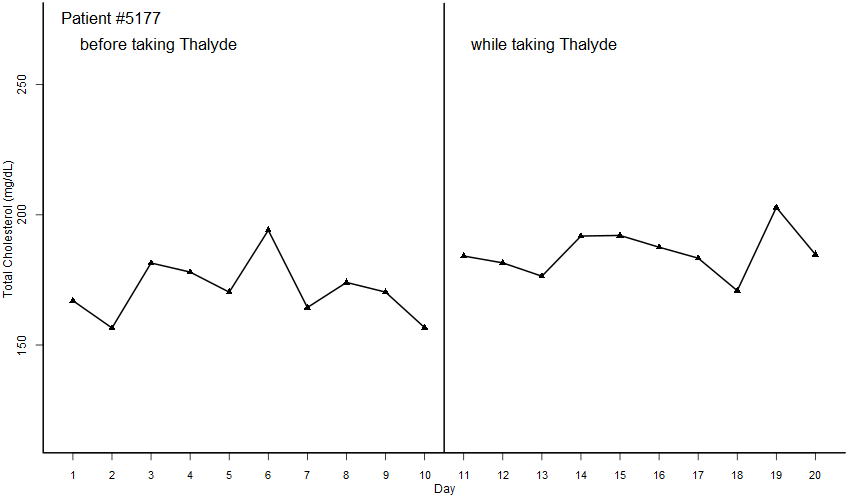 Patient #5177
before taking Thalyde
while taking Thalyde
Total Cholesterol (mg/dL)
250
200
150
1 2 3 4 5 6 7 8 9 10 11 12 13 14 15 16 17 18 19 20
Day